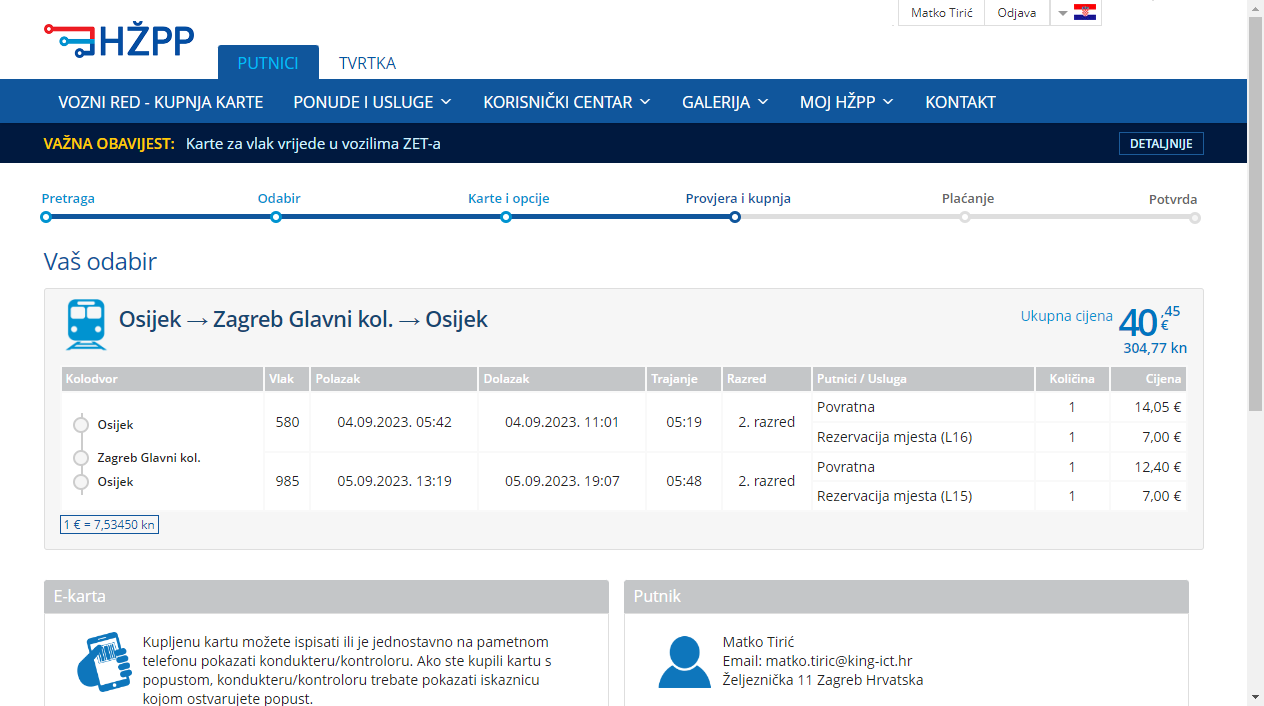 Matko Tirić Odjava
HŽPP
PUTNICI TVRTKA
VOZNI RED - KUPNJA KARTE PONUDE I USLUGE KORISNIČKI CENTAR GALERIJA MOJ HŽPP KONTAKT
VAŽNA OBAVIJEST: Karte za vlak vrijede u vozilima ZET-a DETALJNIJE
Pretraga Odabir Karte i opcije Provjera i kupnja Plaćanje Potvrda
Vaš odabir
Osijek → Zagreb Glavni kol. → Osijek Ukupna cijena 40,45 €
304,77 kn
Kolodvor Vlak Polazak Dolazak Trajanje Razred Putnici / Usluga Količina Cijena
Osijek 580 04.09.2023. 05:42 04.09.2023. 11:01 05:19 2. razred Povratna 1 14,05 €
Rezervacija mjesta (L16) 1 7,00 €
Zagreb Glavni kol.
Osijek 985 05.09.2023. 13:19 05.09.2023. 19:07 05:48 2. razred Povratna 1 12,40 €
Rezervacija mjesta (L15) 1 7,00 €
1 € = 7,53450 kn
E-karta
Kupljenu kartu možete ispisati ili je jednostavno na pametnom
telefonu pokazati kondukteru/kontroloru. Ako ste kupili kartu s
popustom, kondukteru/kontroloru trebate pokazati iskaznicu
kojom ostvarujete popust.
Putnik
Matko Tirić
Email: matko.tiric@king-ict.hr
Željeznička 11 Zagreb Hrvatska